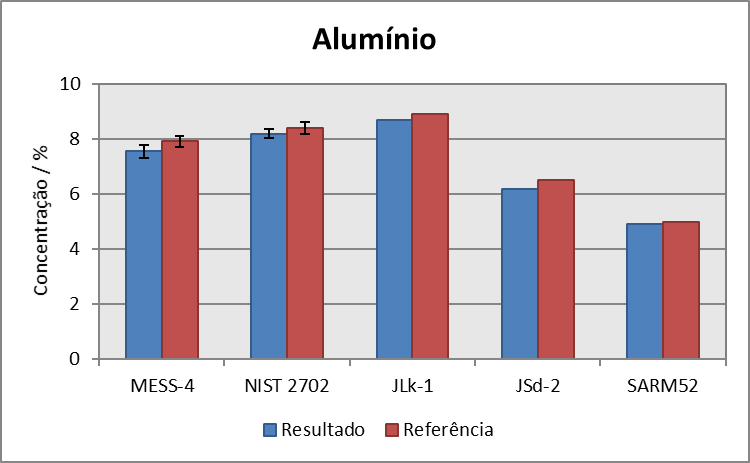 Alumínio
Concentração / %
10
8
6
4
2
0
MESS-4 NIST 2702 JLk-1 JSd-2 SARM52
Resultado Referência